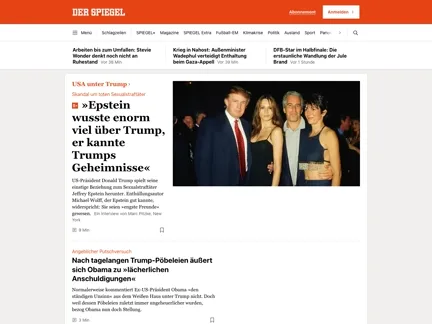 DER SPIEGEL
Abonnement
Anmelden ›
Menü Schlagzeilen SPIEGEL+ Magazine SPIEGEL Extra Fußball-EM Klimakrise Politik Ausland Sport
Arbeiten bis zum Umfallen: Stevie
Wonder denkt noch nicht an
Ruhestand Vor 38 Min
Krieg in Nahost: Außenminister
Wadephul verteidigt Enthaltung
beim Gaza-Appell Vor 39 Min
DFB-Star im Halbfinale: Die
erstaunliche Wandlung der Jule
Brand Vor 1 Stunde
USA unter Trump ›
Skandal um toten Sexualstraftäter
»Epstein
wusste enorm
viel über Trump,
er kannte
Trumps
Geheimnisse«
US-Präsident Donald Trump spielt seine
einstige Beziehung zum Sexualstraftäter
Jeffrey Epstein herunter. Enthüllungsautor
Michael Wolff, der Epstein gut kannte,
widerspricht: Sie seien »engste Freunde«
gewesen. Ein Interview von Marc Pitzke, New
York
9 Min
Angeblicher Putschversuch
Nach tagelangen Trump-Pöbeleien äußert
sich Obama zu »lächerlichen
Anschuldigungen«
Normalerweise kommentiert Ex-US-Präsident Obama »den
ständigen Unsinn« aus dem Weißen Haus unter Trump nicht. Doch
weil dessen Pöbeleien zuletzt immer ungeheuerlicher wurden,
bezog Obama nun doch Stellung.
3 Min